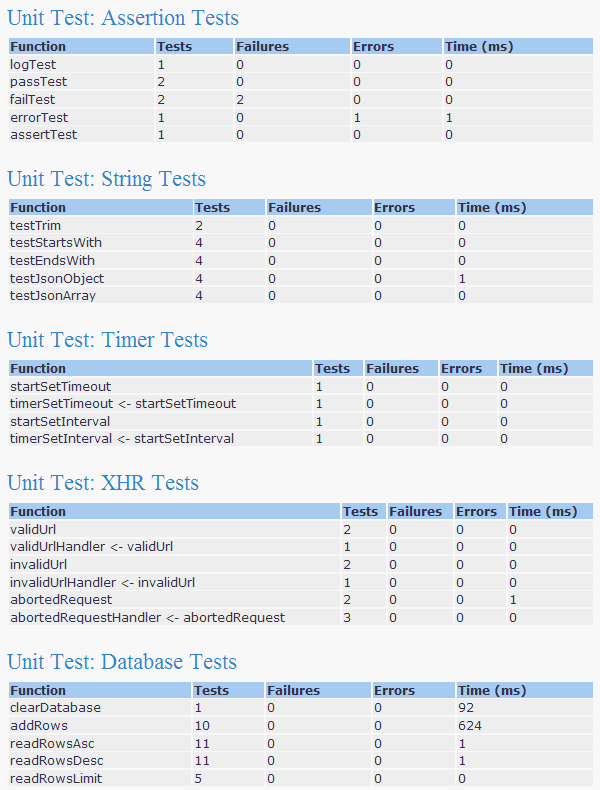 Unit Test: Assertion Tests
Function Tests Failures Errors Time (ms)
logTest 1 0 0 0
passTest 2 0 0 0
failTest 2 2 0 0
errorTest 1 0 1 1
assertTest 1 0 0 0
Unit Test: String Tests
Function Tests Failures Errors Time (ms)
testTrim 2 0 0 0
testStartsWith 4 0 0 0
testEndsWith 4 0 0 0
testJsonObject 4 0 0 1
testJsonArray 4 0 0 0
Unit Test: Timer Tests
Function Tests Failures Errors Time (ms)
startSetTimeout 1 0 0 0
timerSetTimeout <- startSetTimeout 1 0 0 0
startSetInterval 1 0 0 0
timerSetInterval <- startSetInterval 1 0 0 0
Unit Test: XHR Tests
Function Tests Failures Errors Time (ms)
validUrl 2 0 0 0
validUrlHandler <- validUrl 1 0 0 0
invalidUrl 2 0 0 0
invalidUrlHandler <- invalidUrl 1 0 0 0
abortedRequest 2 0 0 1
abortedRequestHandler <- abortedRequest 3 0 0 0
Unit Test: Database Tests
Function Tests Failures Errors Time (ms)
clearDatabase 1 0 0 92
addRows 10 0 0 624
readRowsAsc 11 0 0 1
readRowsDesc 11 0 0 1
readRowsLimit 5 0 0 0